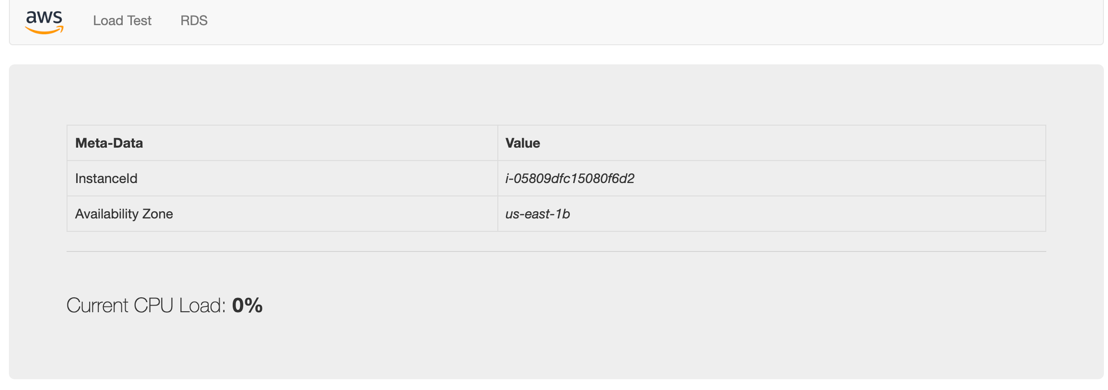 aws Load Test RDS
Meta-Data Value
InstanceId i-05809dfc15080f6d2
Availability Zone us-east-1b
Current CPU Load: 0%